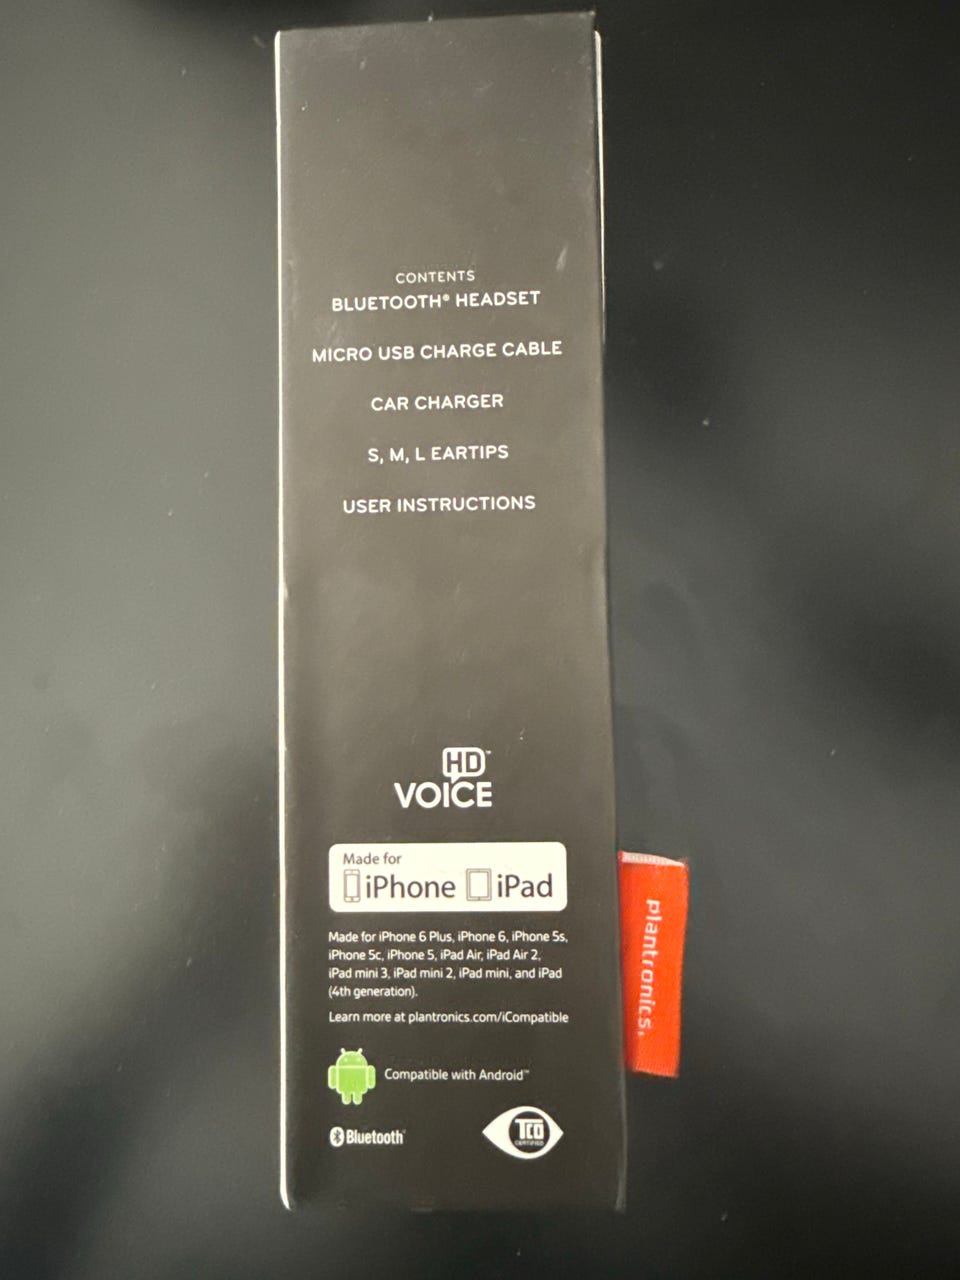 CONTENTS
BLUETOOTH® HEADSET
MICRO USB CHARGE CABLE
CAR CHARGER
S, M, L EARTIPS
USER INSTRUCTIONS
HD™
VOICE
Made for
iPhone iPad
Made for iPhone 6 Plus, iPhone 6, iPhone 5s,
iPhone 5c, iPhone 5, iPad Air, iPad Air 2,
iPad mini 3, iPad mini 2, iPad mini, and iPad
(4th generation).
Learn more at plantronics.com/iCompatible
Compatible with Android™
Bluetooth®
TCO
CERTIFIED
plantronics.